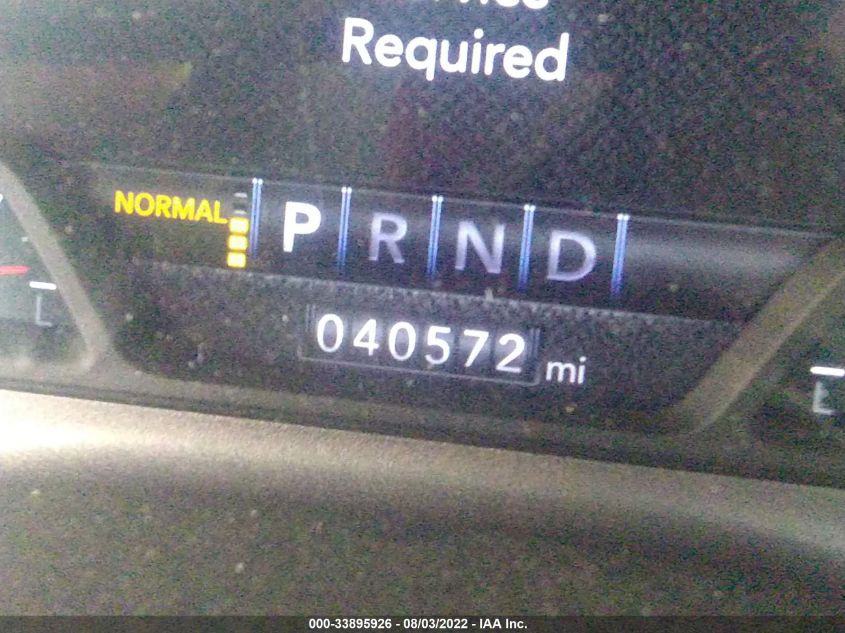 Required
NORMAL P R N D
L
040572 mi
E
000-33895926 - 08/03/2022 - IAA Inc.